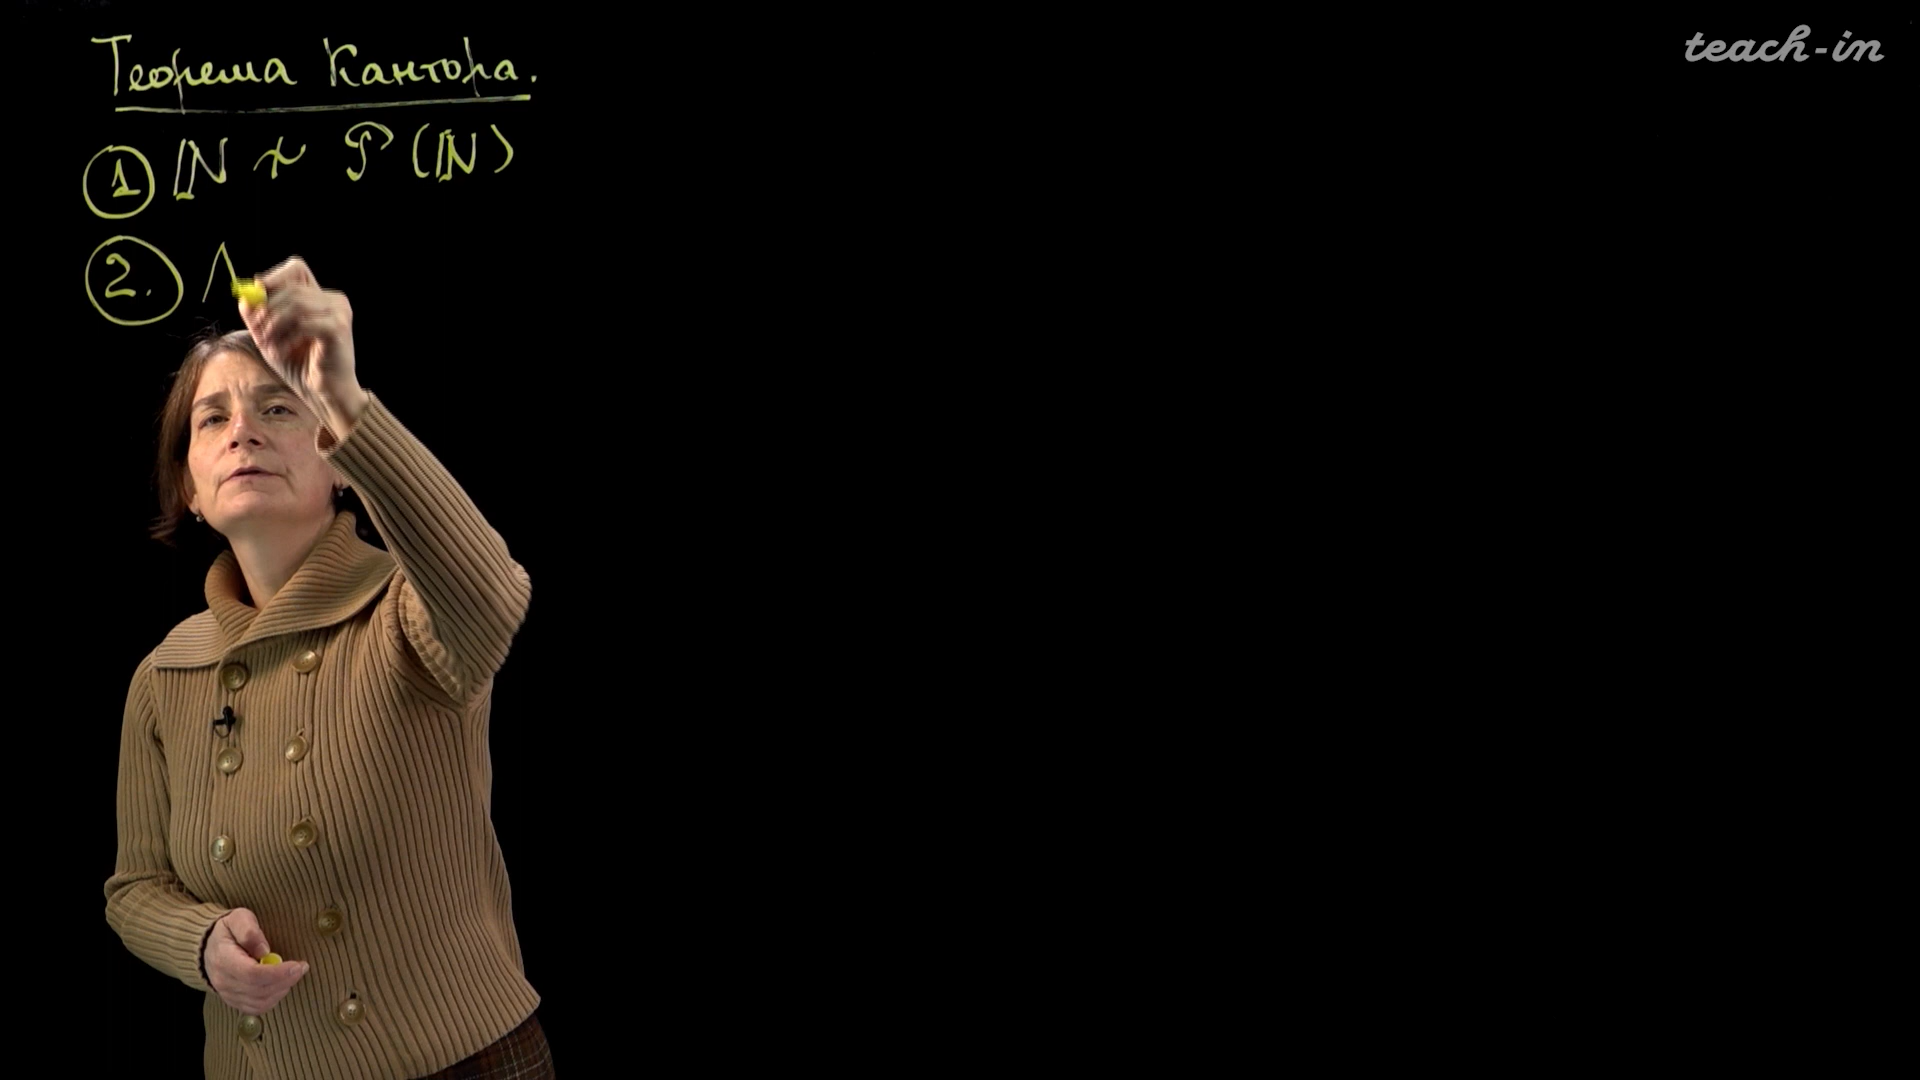 teach-in
Теорема Кантора.
① ℕ ≁ 𝒫(ℕ)
②.